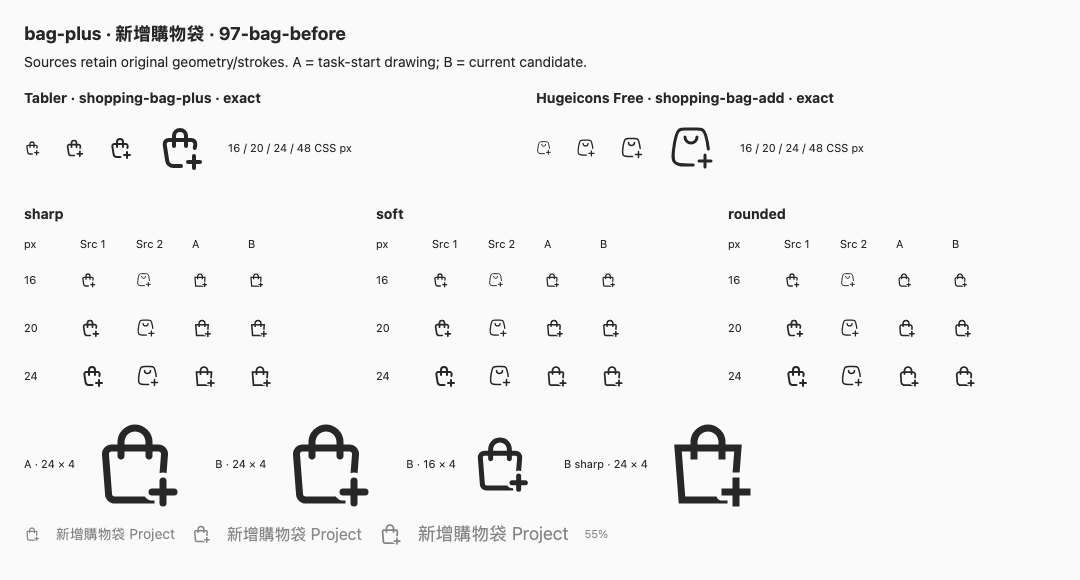 bag-plus · 新增購物袋 · 97-bag-before
Sources retain original geometry/strokes. A = task-start drawing; B = current candidate.
Tabler · shopping-bag-plus · exact
16 / 20 / 24 / 48 CSS px
Hugeicons Free · shopping-bag-add · exact
16 / 20 / 24 / 48 CSS px
sharp
px Src 1 Src 2 A B
16
20
24
soft
px Src 1 Src 2 A B
16
20
24
rounded
px Src 1 Src 2 A B
16
20
24
A · 24 × 4
B · 24 × 4
B · 16 × 4
B sharp · 24 × 4
新增購物袋 Project
新增購物袋 Project
新增購物袋 Project
55%